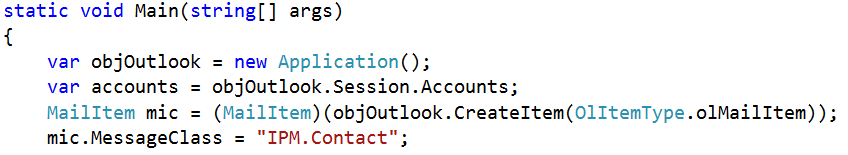 static void Main(string[] args)
{
var objOutlook = new Application();
var accounts = objOutlook.Session.Accounts;
MailItem mic = (MailItem)(objOutlook.CreateItem(OlItemType.olMailItem));
mic.MessageClass = "IPM.Contact";